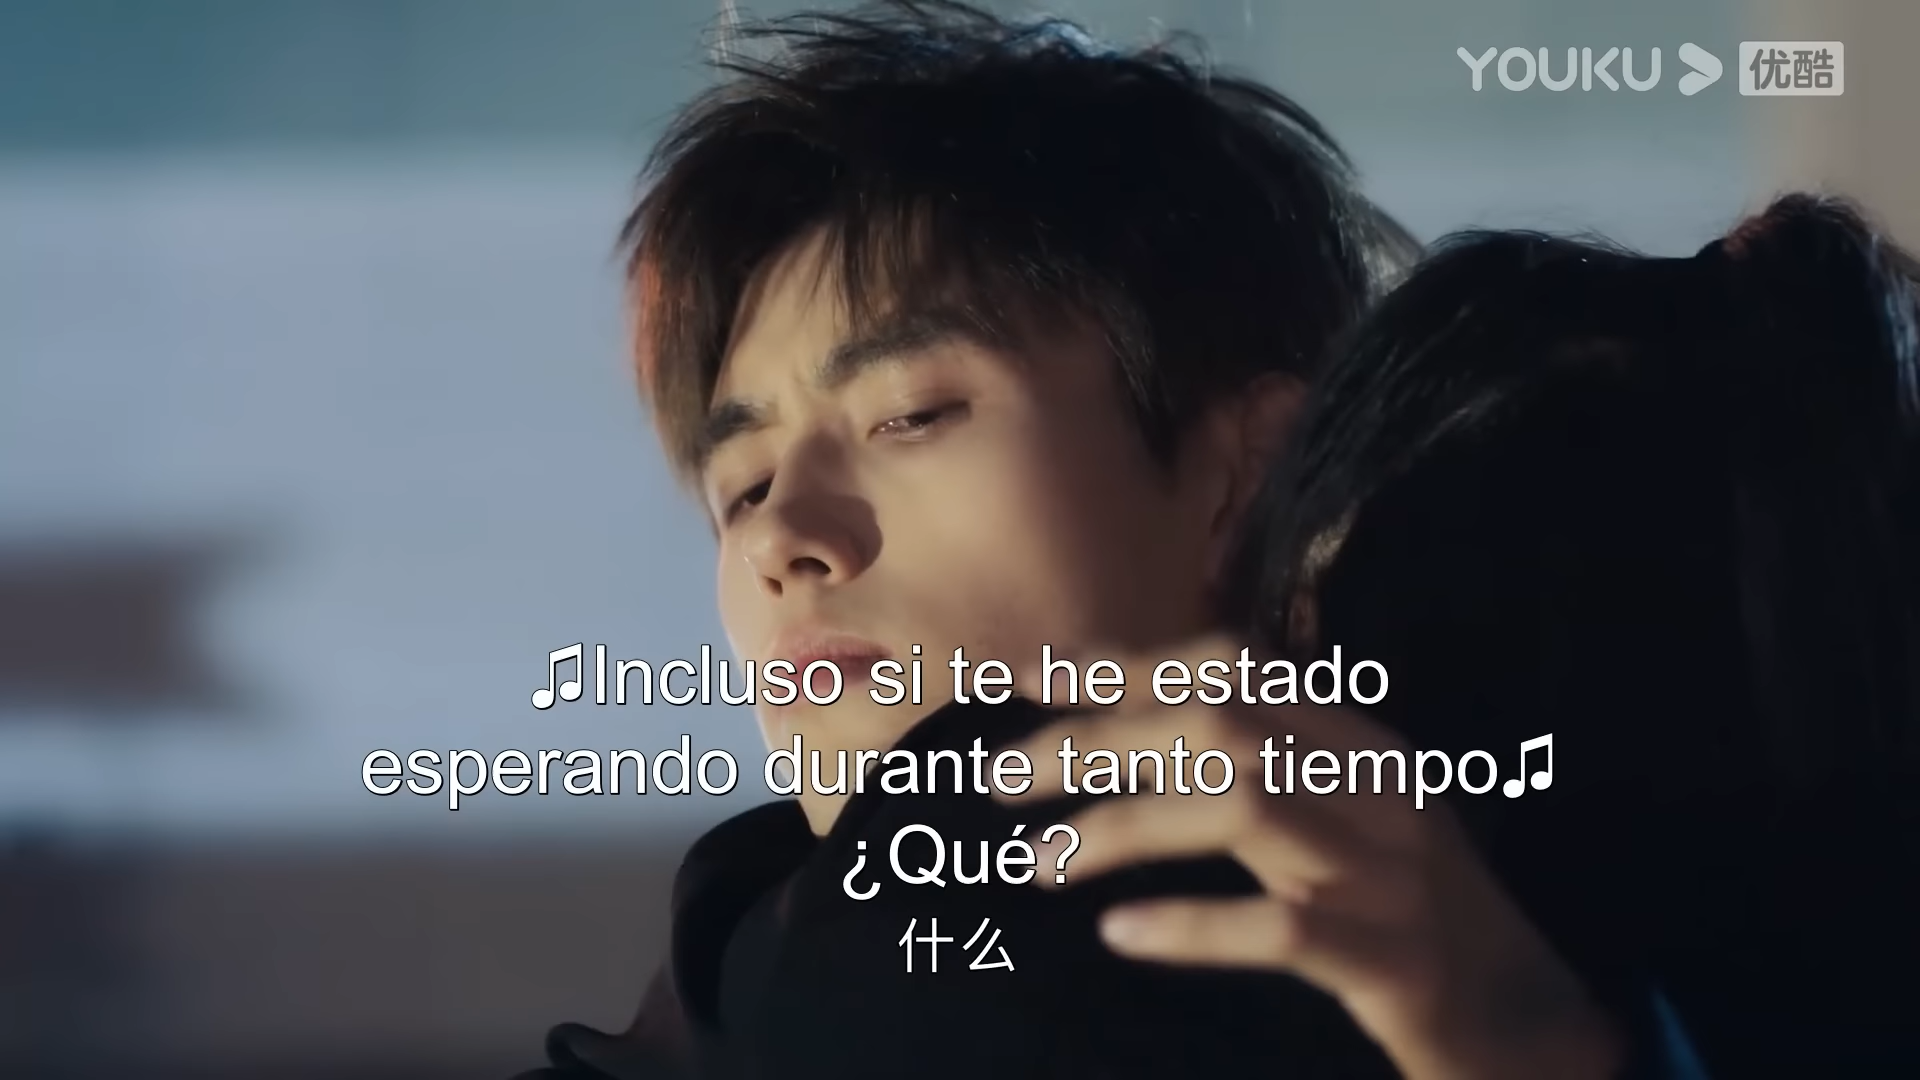 YOUKU 优酷
♫Incluso si te he estado
esperando durante tanto tiempo♫
¿Qué?
什么